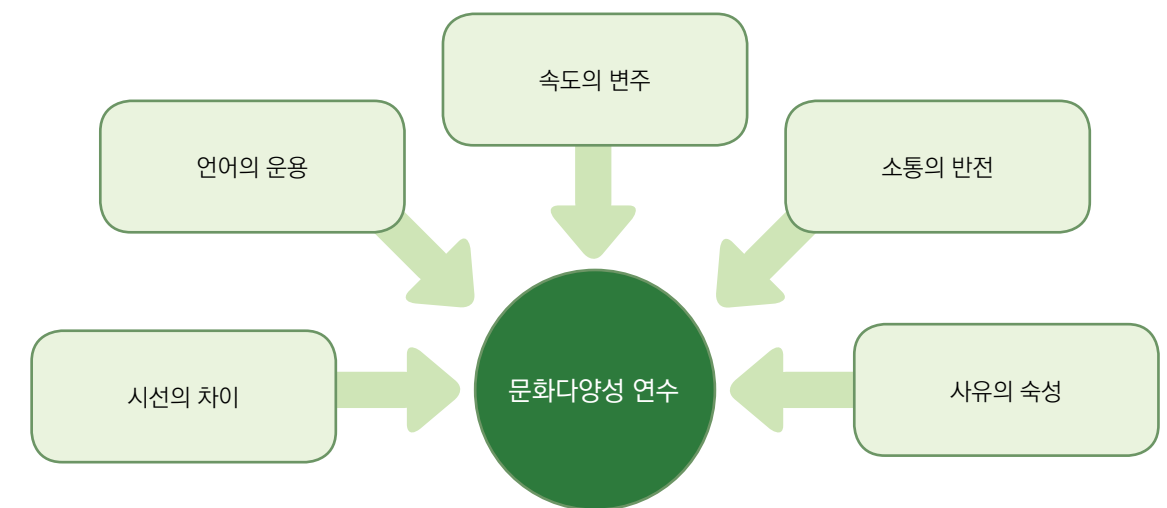 속도의 변주
언어의 운용
소통의 반전
시선의 차이
문화다양성 연수
사유의 숙성